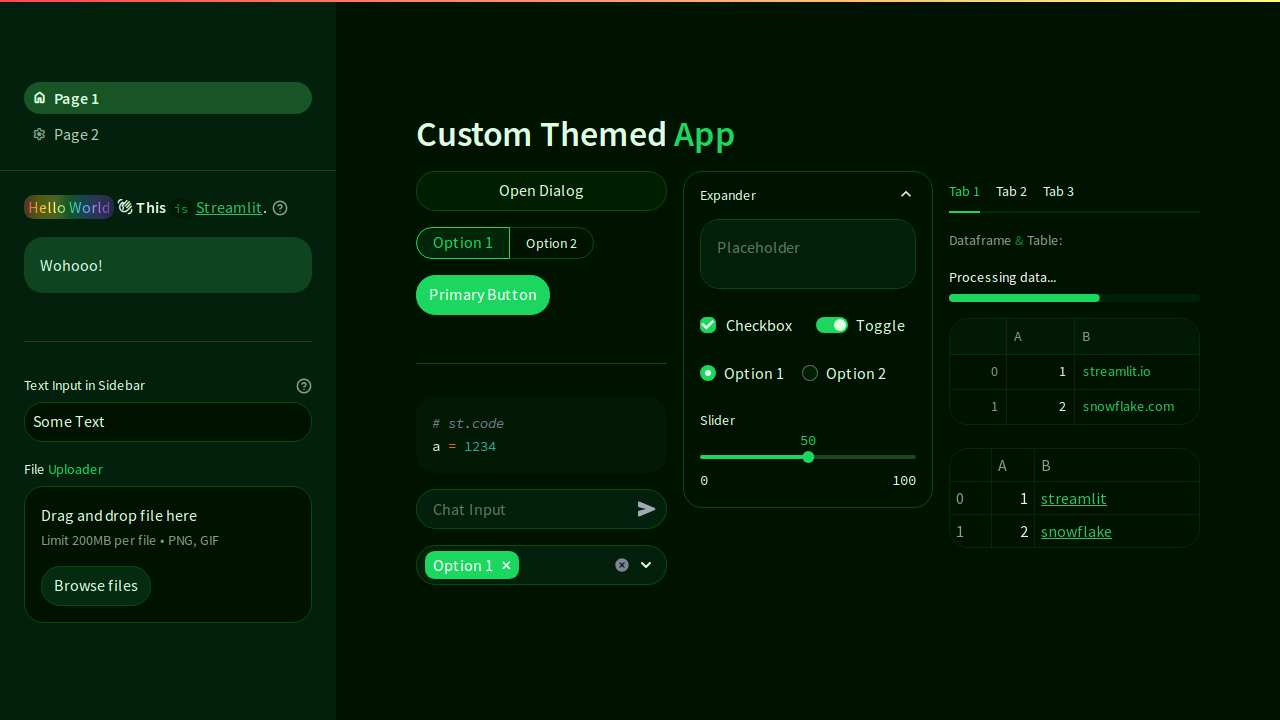 Page 1
Page 2
Hello World This is Streamlit.
Wohooo!
Text Input in Sidebar
Some Text
File Uploader
Drag and drop file here
Limit 200MB per file • PNG, GIF
Browse files
Custom Themed App
Open Dialog
Option 1 Option 2
Primary Button
# st.code
a = 1234
Chat Input
Option 1
Expander
Placeholder
Checkbox Toggle
Option 1 Option 2
Slider
50
0 100
Tab 1 Tab 2 Tab 3
Dataframe & Table:
Processing data...
A B
0 1 streamlit.io
1 2 snowflake.com
A B
0 1 streamlit
1 2 snowflake